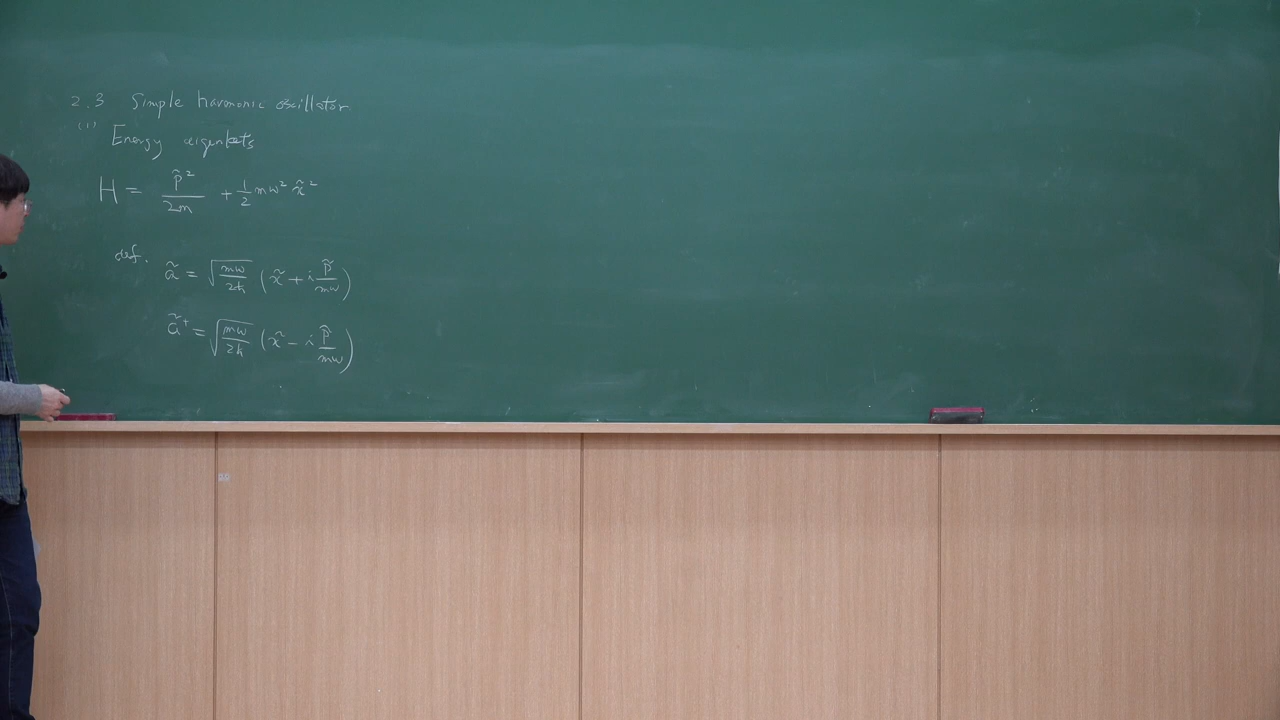 2.3 Simple harmonic oscillator
(1)
Energy eigenkets
H = p̃²/2m + 1/2 mω² x̃²
def.
ã = √(mω/2ħ) (x̃ + i p̃/mω)
ã† = √(mω/2ħ) (x̃ − i p̃/mω)